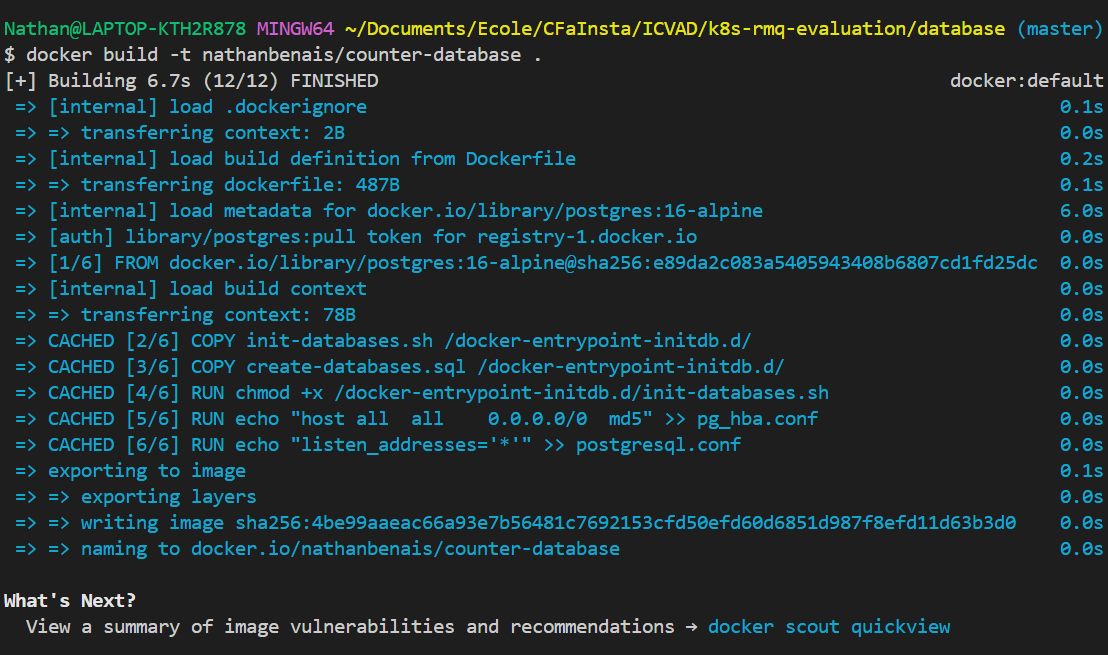 Nathan@LAPTOP-KTH2R878 MINGW64 ~/Documents/Ecole/CFaInsta/ICVAD/k8s-rmq-evaluation/database (master)
$ docker build -t nathanbenais/counter-database .
[+] Building 6.7s (12/12) FINISHED docker:default
=> [internal] load .dockerignore 0.1s
=> => transferring context: 2B 0.0s
=> [internal] load build definition from Dockerfile 0.2s
=> => transferring dockerfile: 487B 0.1s
=> [internal] load metadata for docker.io/library/postgres:16-alpine 6.0s
=> [auth] library/postgres:pull token for registry-1.docker.io 0.0s
=> [1/6] FROM docker.io/library/postgres:16-alpine@sha256:e89da2c083a5405943408b6807cd1fd25dc 0.0s
=> [internal] load build context 0.0s
=> => transferring context: 78B 0.0s
=> CACHED [2/6] COPY init-databases.sh /docker-entrypoint-initdb.d/ 0.0s
=> CACHED [3/6] COPY create-databases.sql /docker-entrypoint-initdb.d/ 0.0s
=> CACHED [4/6] RUN chmod +x /docker-entrypoint-initdb.d/init-databases.sh 0.0s
=> CACHED [5/6] RUN echo "host all  all    0.0.0.0/0  md5" >> pg_hba.conf 0.0s
=> CACHED [6/6] RUN echo "listen_addresses='*'" >> postgresql.conf 0.0s
=> exporting to image 0.1s
=> => exporting layers 0.0s
=> => writing image sha256:4be99aaeac66a93e7b56481c7692153cfd50efd60d6851d987f8efd11d63b3d0 0.0s
=> => naming to docker.io/nathanbenais/counter-database 0.0s
What's Next?
View a summary of image vulnerabilities and recommendations → docker scout quickview